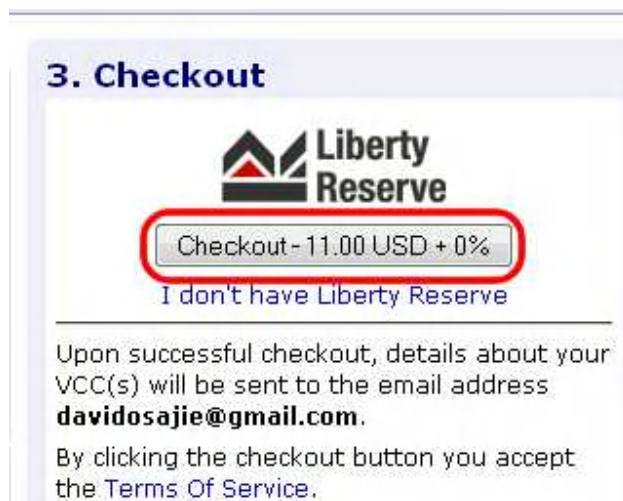 3. Checkout
Liberty
Reserve
Checkout - 11.00 USD + 0%
I don't have Liberty Reserve
Upon successful checkout, details about your
VCC(s) will be sent to the email address
davidosajie@gmail.com.
By clicking the checkout button you accept
the Terms Of Service.